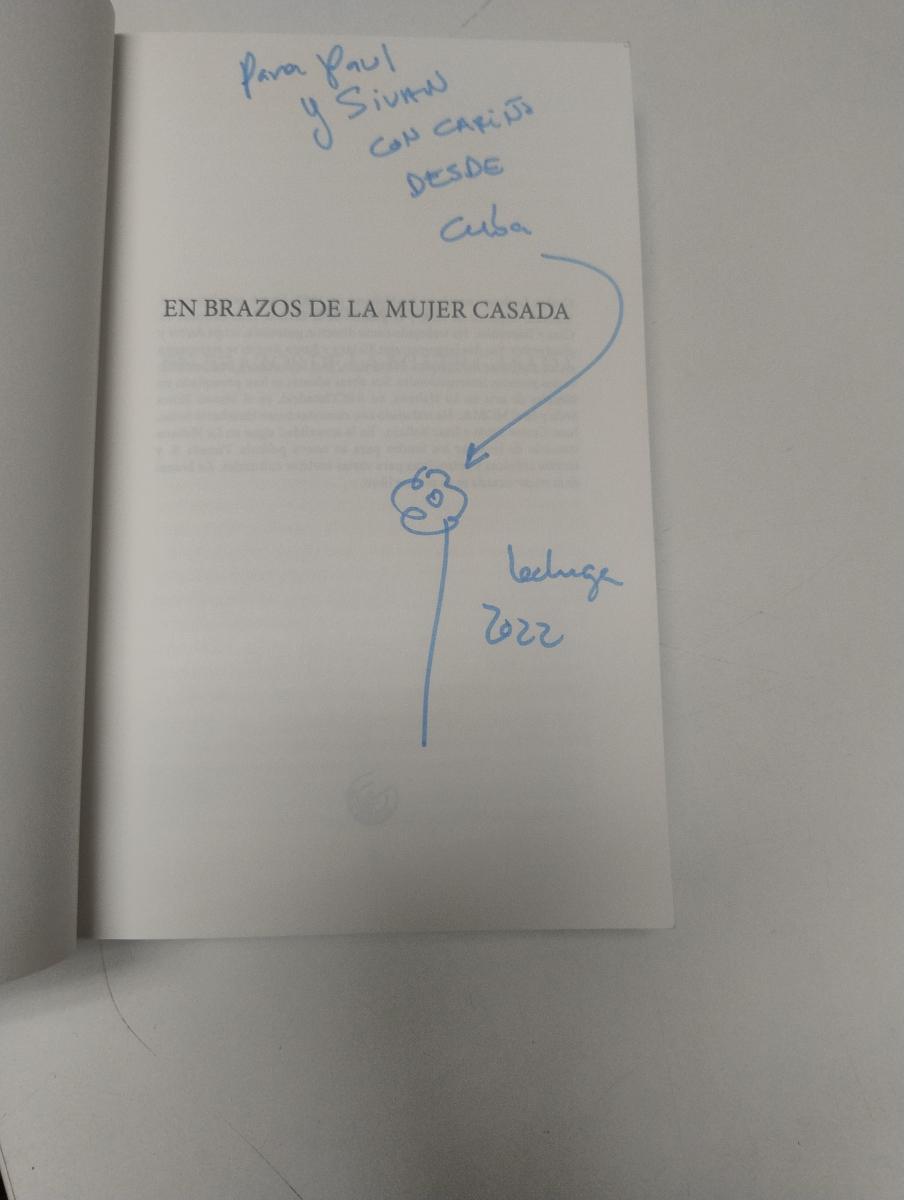 Para Paul
y SiVAN
CON CARIÑO
DESDE
Cuba
EN BRAZOS DE LA MUJER CASADA
Lechuga
2022